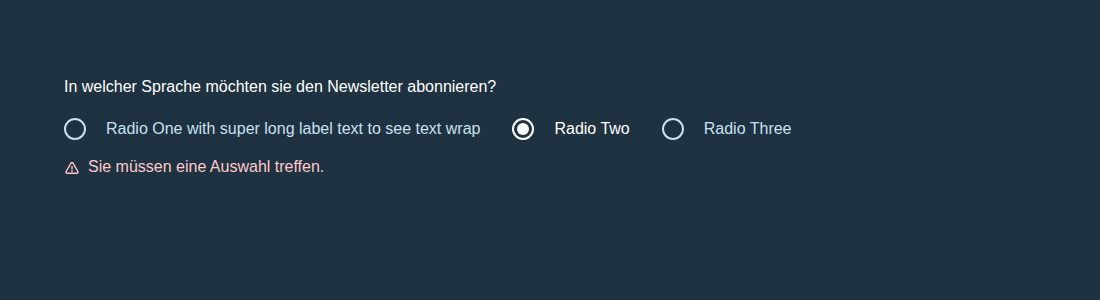 In welcher Sprache möchten sie den Newsletter abonnieren?
Radio One with super long label text to see text wrap Radio Two Radio Three
Sie müssen eine Auswahl treffen.